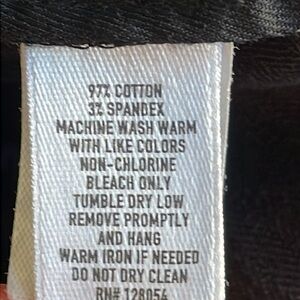 97% COTTON
3% SPANDEX
MACHINE WASH WARM
WITH LIKE COLORS
NON-CHLORINE
BLEACH ONLY
TUMBLE DRY LOW
REMOVE PROMPTLY
AND HANG
WARM IRON IF NEEDED
DO NOT DRY CLEAN
RN# 128054